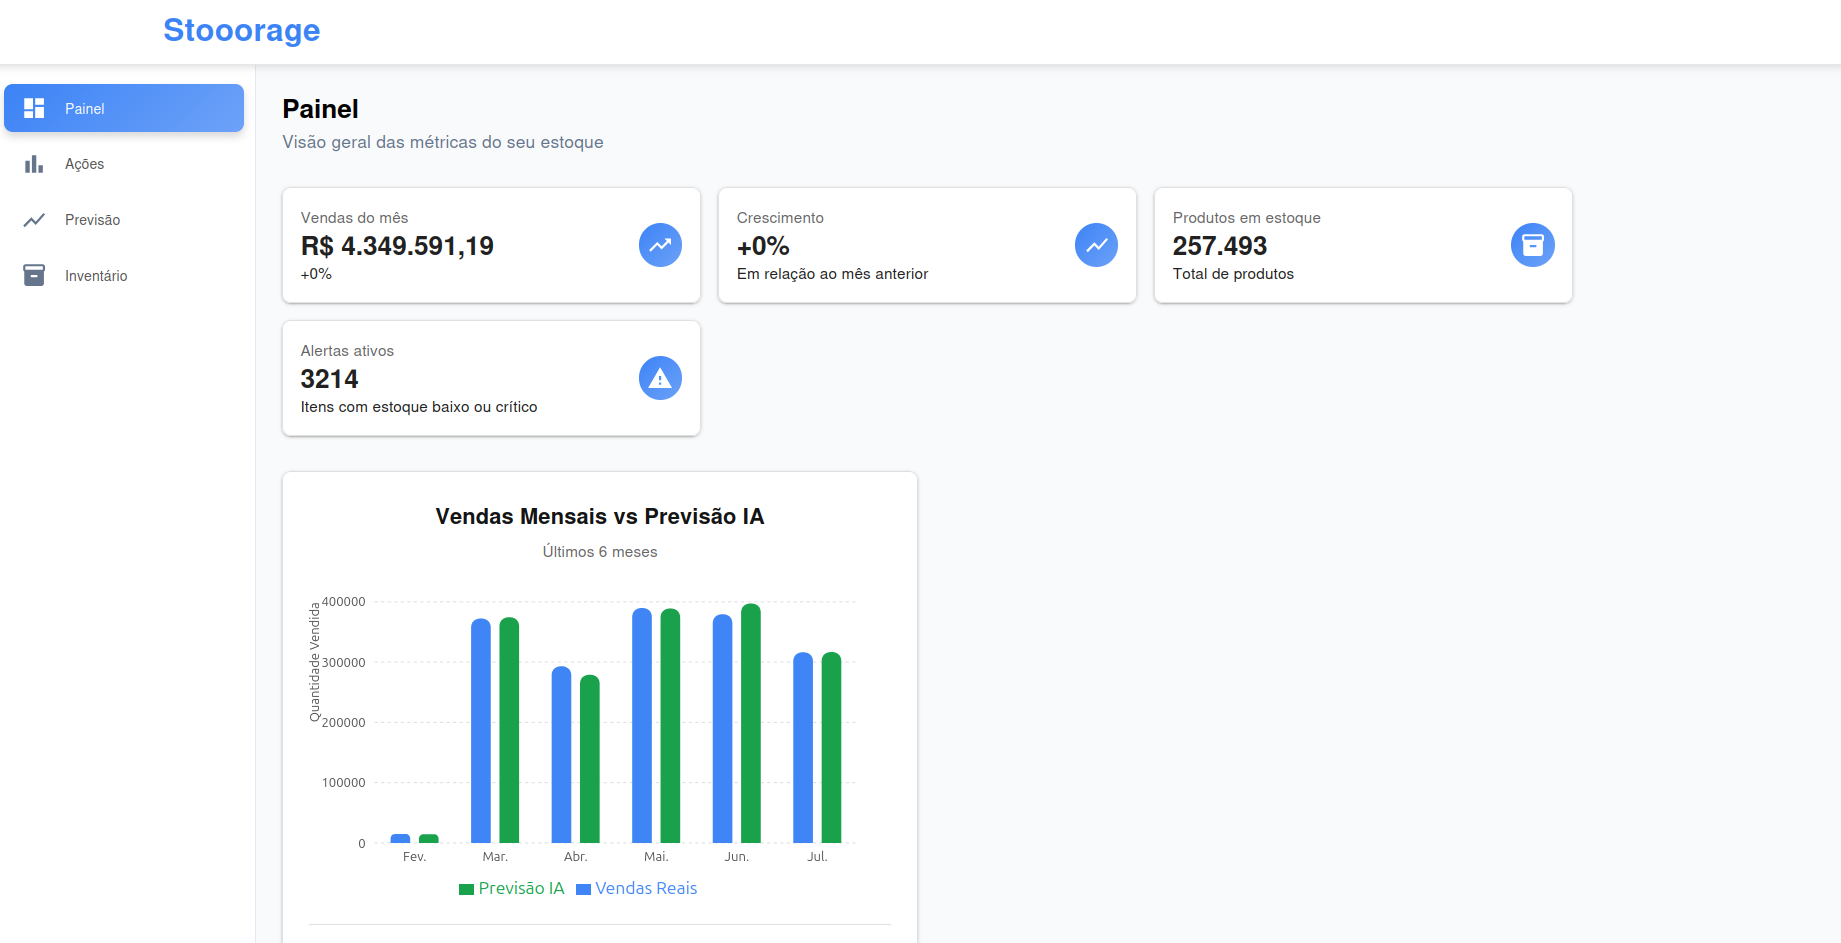 Stooorage
Painel
Ações
Previsão
Inventário
Painel
Visão geral das métricas do seu estoque
Vendas do mês
R$ 4.349.591,19
+0%
Crescimento
+0%
Em relação ao mês anterior
Produtos em estoque
257.493
Total de produtos
Alertas ativos
3214
Itens com estoque baixo ou crítico
Vendas Mensais vs Previsão IA
Últimos 6 meses
Quantidade Vendida
400000
300000
200000
100000
0
Fev. Mar. Abr. Mai. Jun. Jul.
Previsão IA Vendas Reais